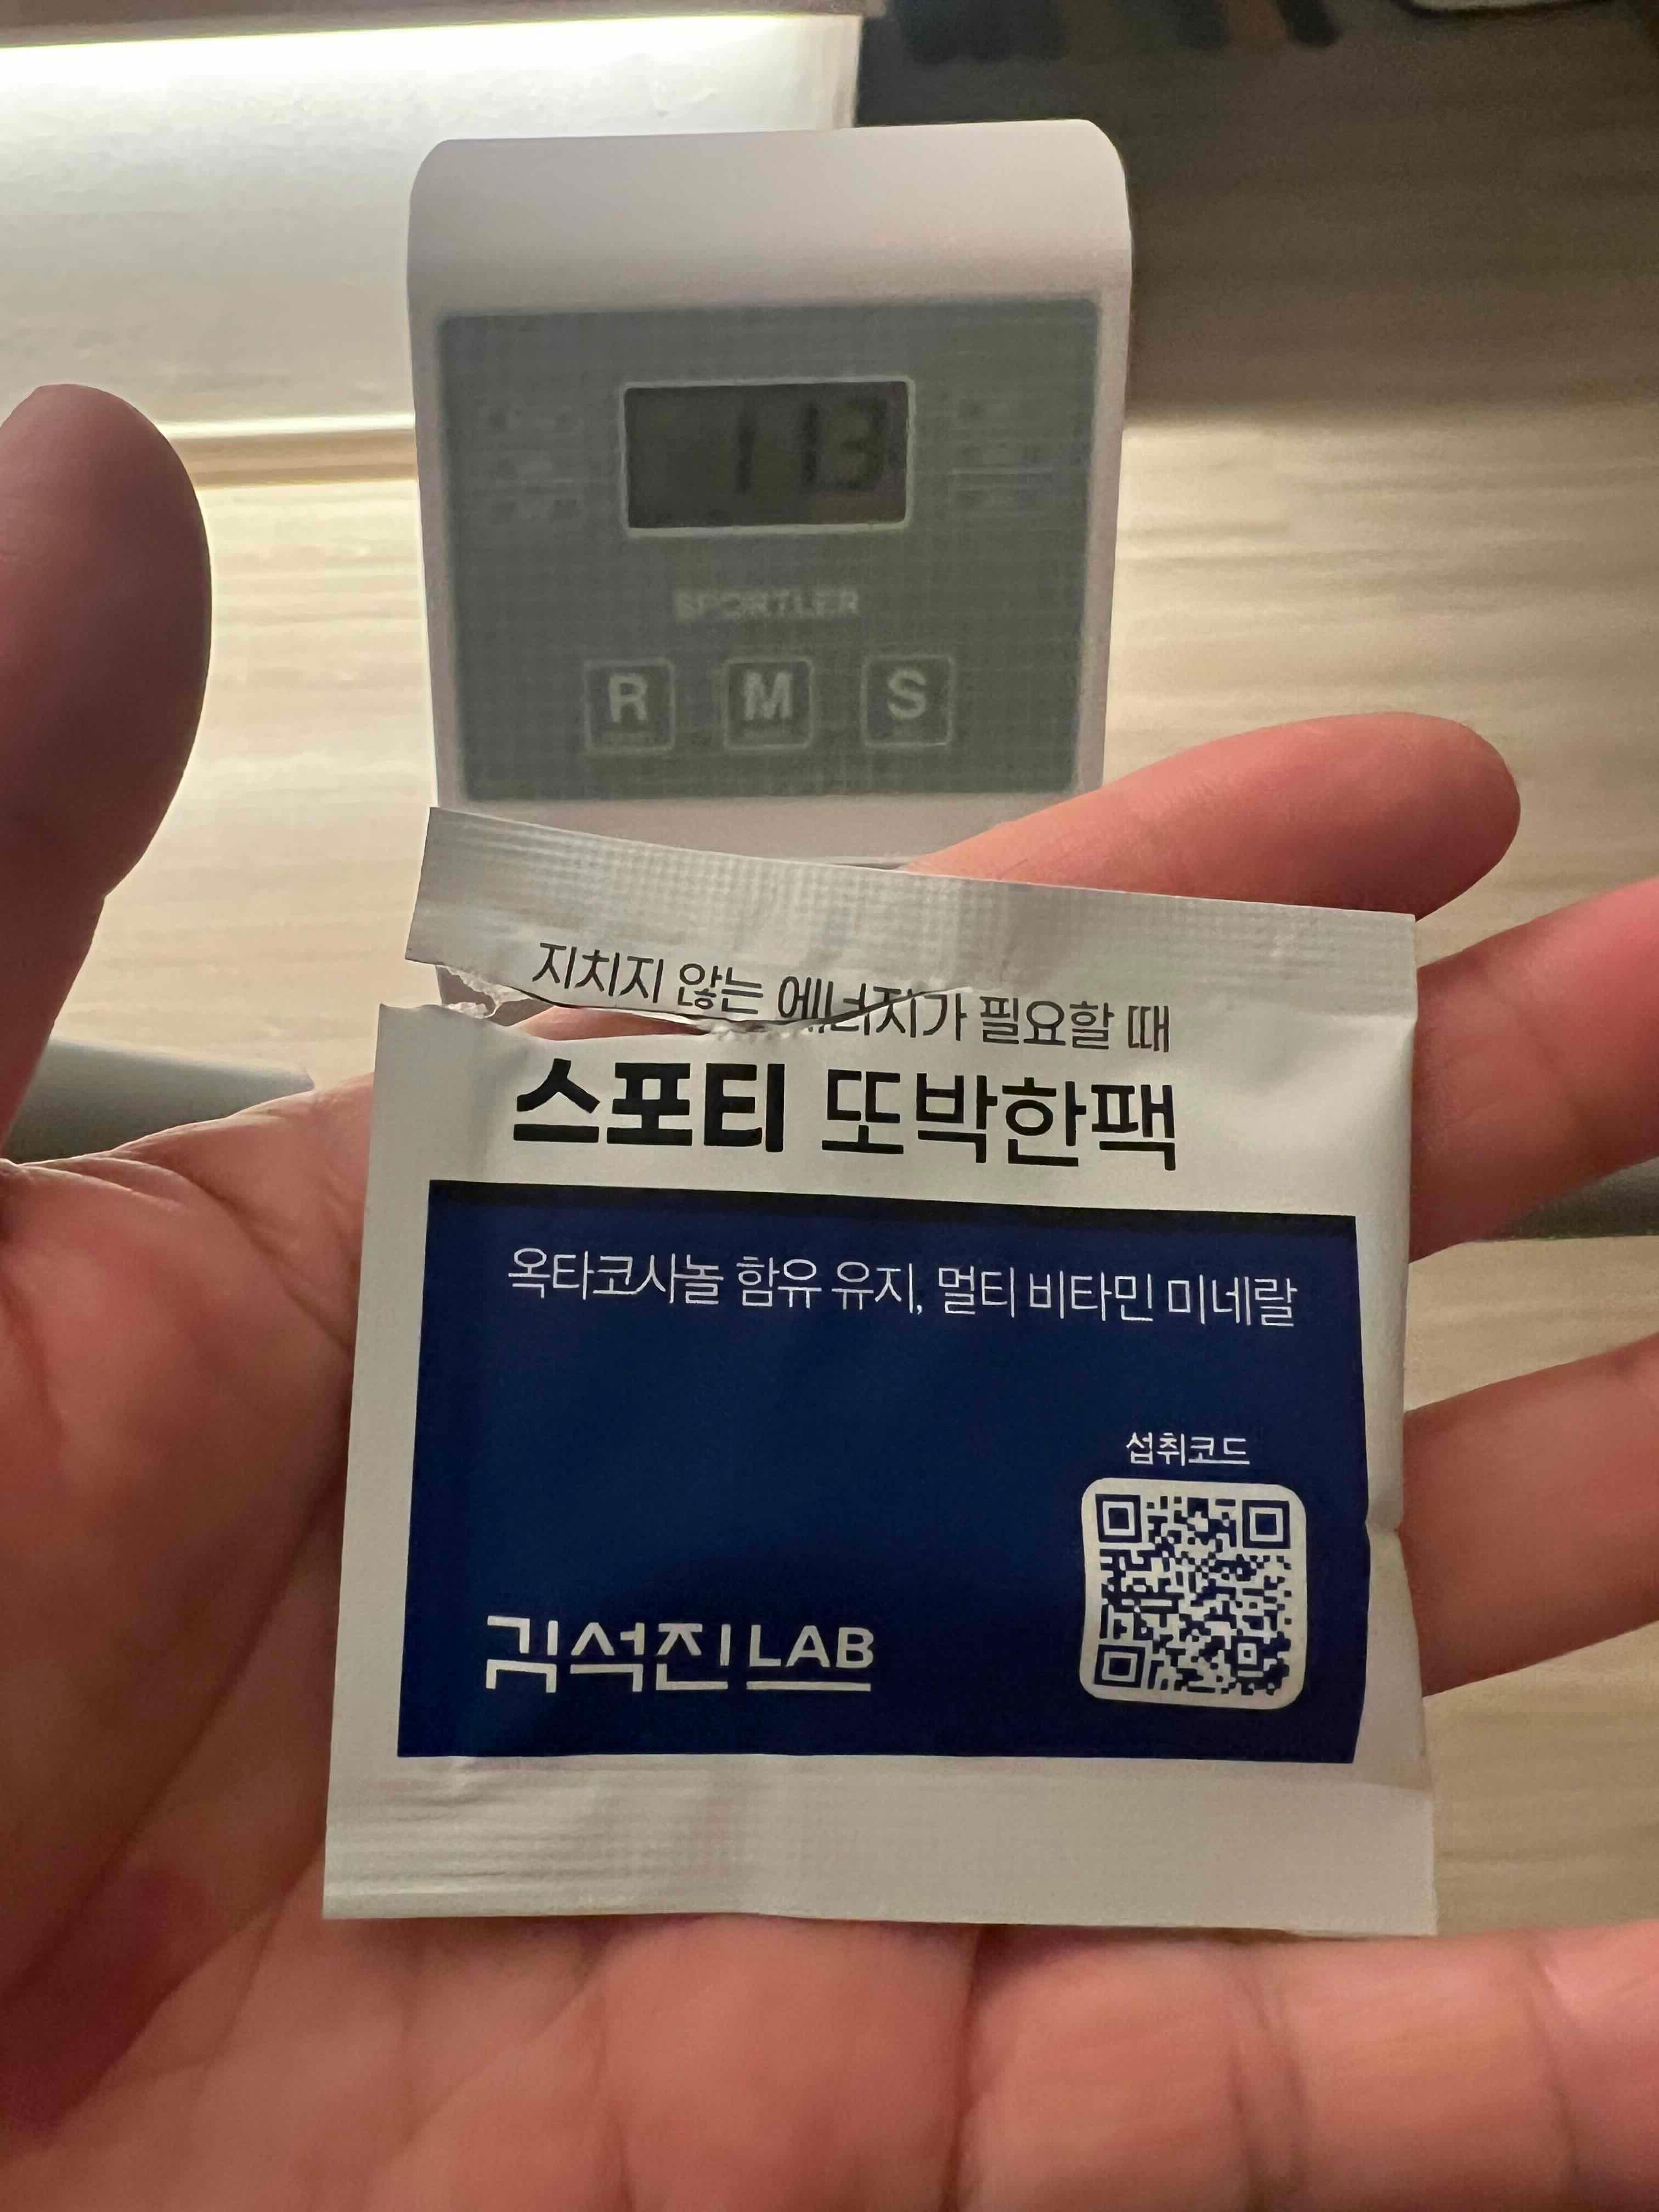 113
SPORTLER
R M S
지치지 않는 에너지가 필요할 때
스포티 또박한팩
옥타코사놀 함유 유지, 멀티 비타민 미네랄
섭취코드
김석진LAB